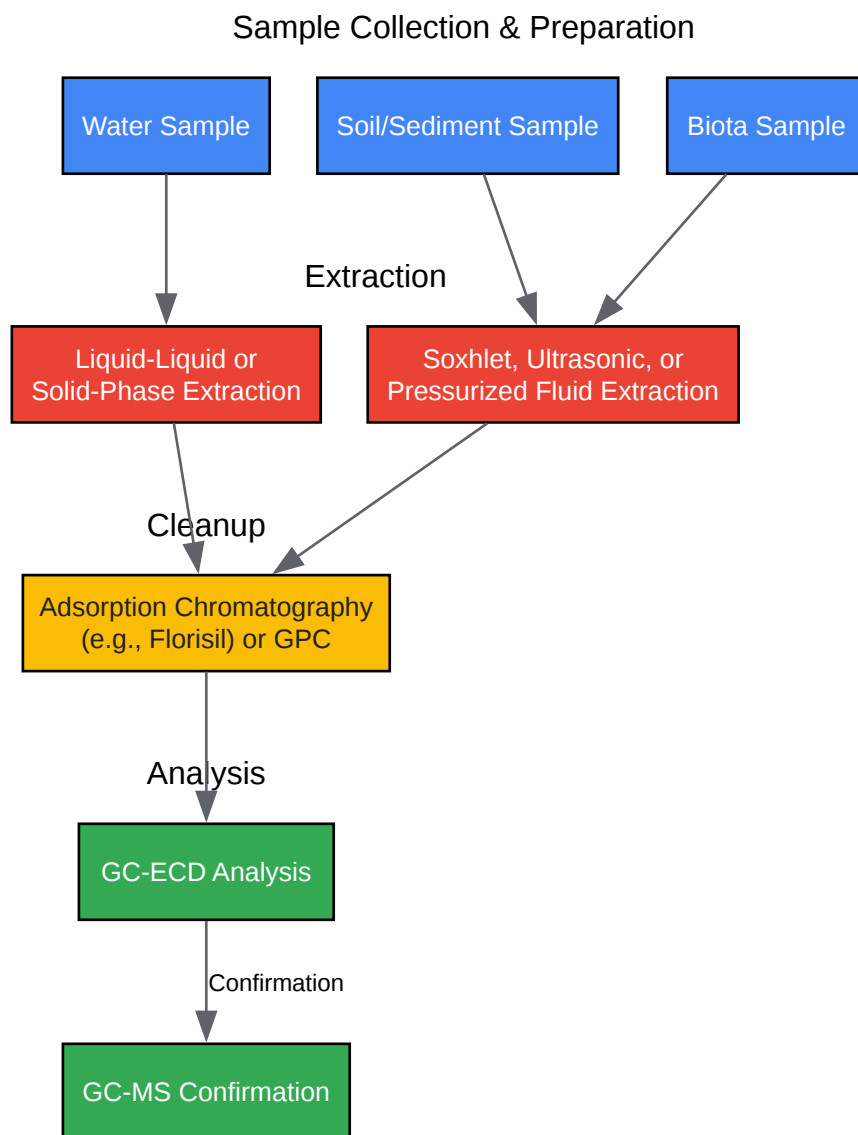 Sample Collection & Preparation
Water Sample
Soil/Sediment Sample
Biota Sample
Extraction
Liquid-Liquid or
Solid-Phase Extraction
Soxhlet, Ultrasonic, or
Pressurized Fluid Extraction
Cleanup
Adsorption Chromatography
(e.g., Florisil) or GPC
Analysis
GC-ECD Analysis
Confirmation
GC-MS Confirmation